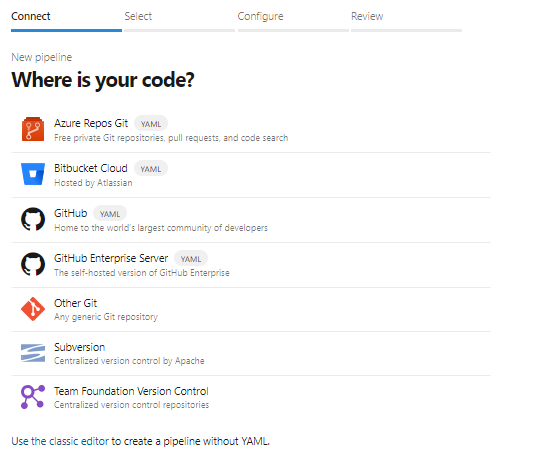 Connect Select Configure Review
New pipeline
Where is your code?
Azure Repos Git YAML
Free private Git repositories, pull requests, and code search
Bitbucket Cloud YAML
Hosted by Atlassian
GitHub YAML
Home to the world's largest community of developers
GitHub Enterprise Server YAML
The self-hosted version of GitHub Enterprise
Other Git
Any generic Git repository
Subversion
Centralized version control by Apache
Team Foundation Version Control
Centralized version control repositories
Use the classic editor to create a pipeline without YAML.